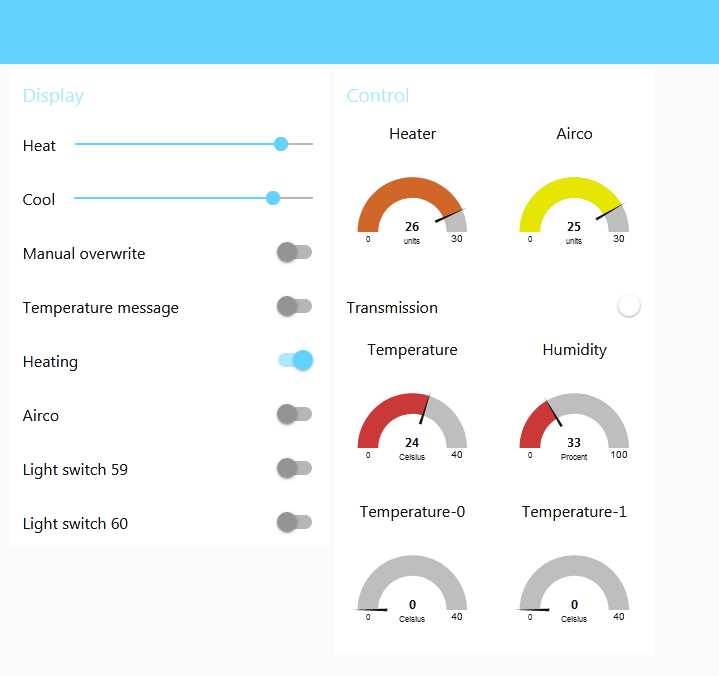 Display
Heat
Cool
Manual overwrite
Temperature message
Heating
Airco
Light switch 59
Light switch 60
Control
Heater
26
units
0
30
Airco
25
units
0
30
Transmission
Temperature
24
Celsius
0
40
Humidity
33
Procent
0
100
Temperature-0
0
Celsius
0
40
Temperature-1
0
Celsius
0
40